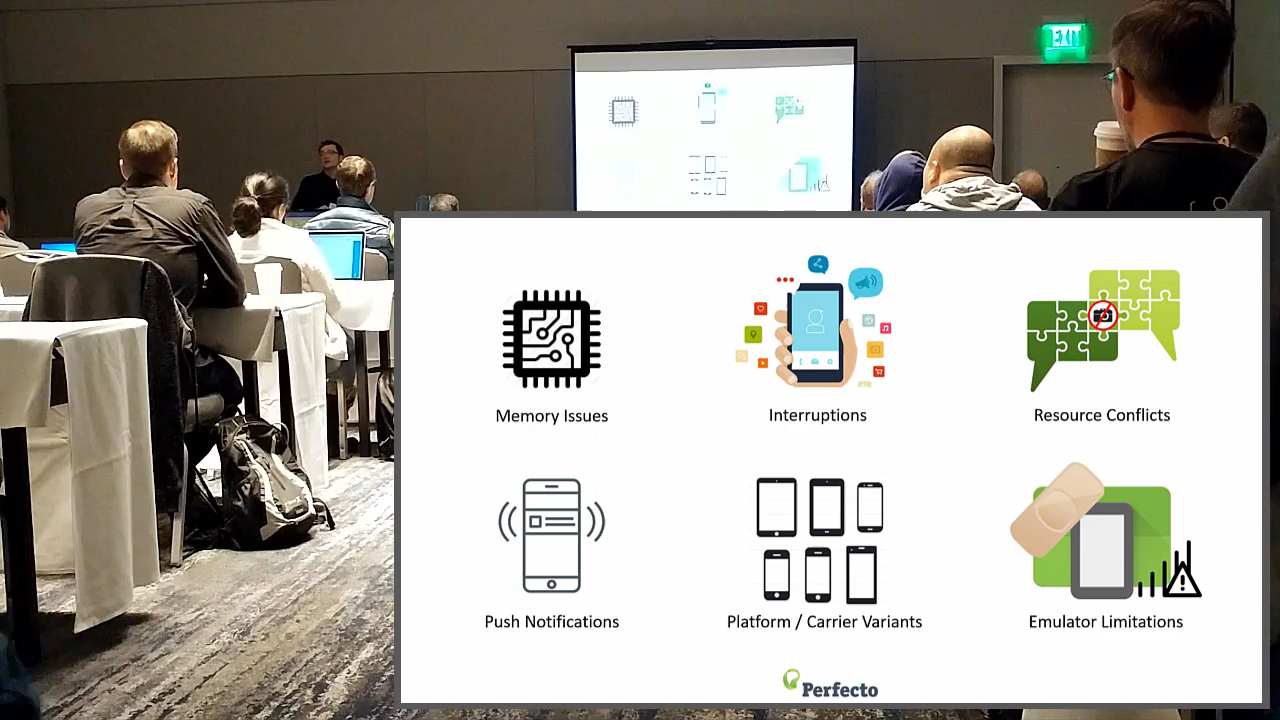 EXIT
Memory Issues
Interruptions
Resource Conflicts
Push Notifications
Platform / Carrier Variants
Emulator Limitations
Perfecto